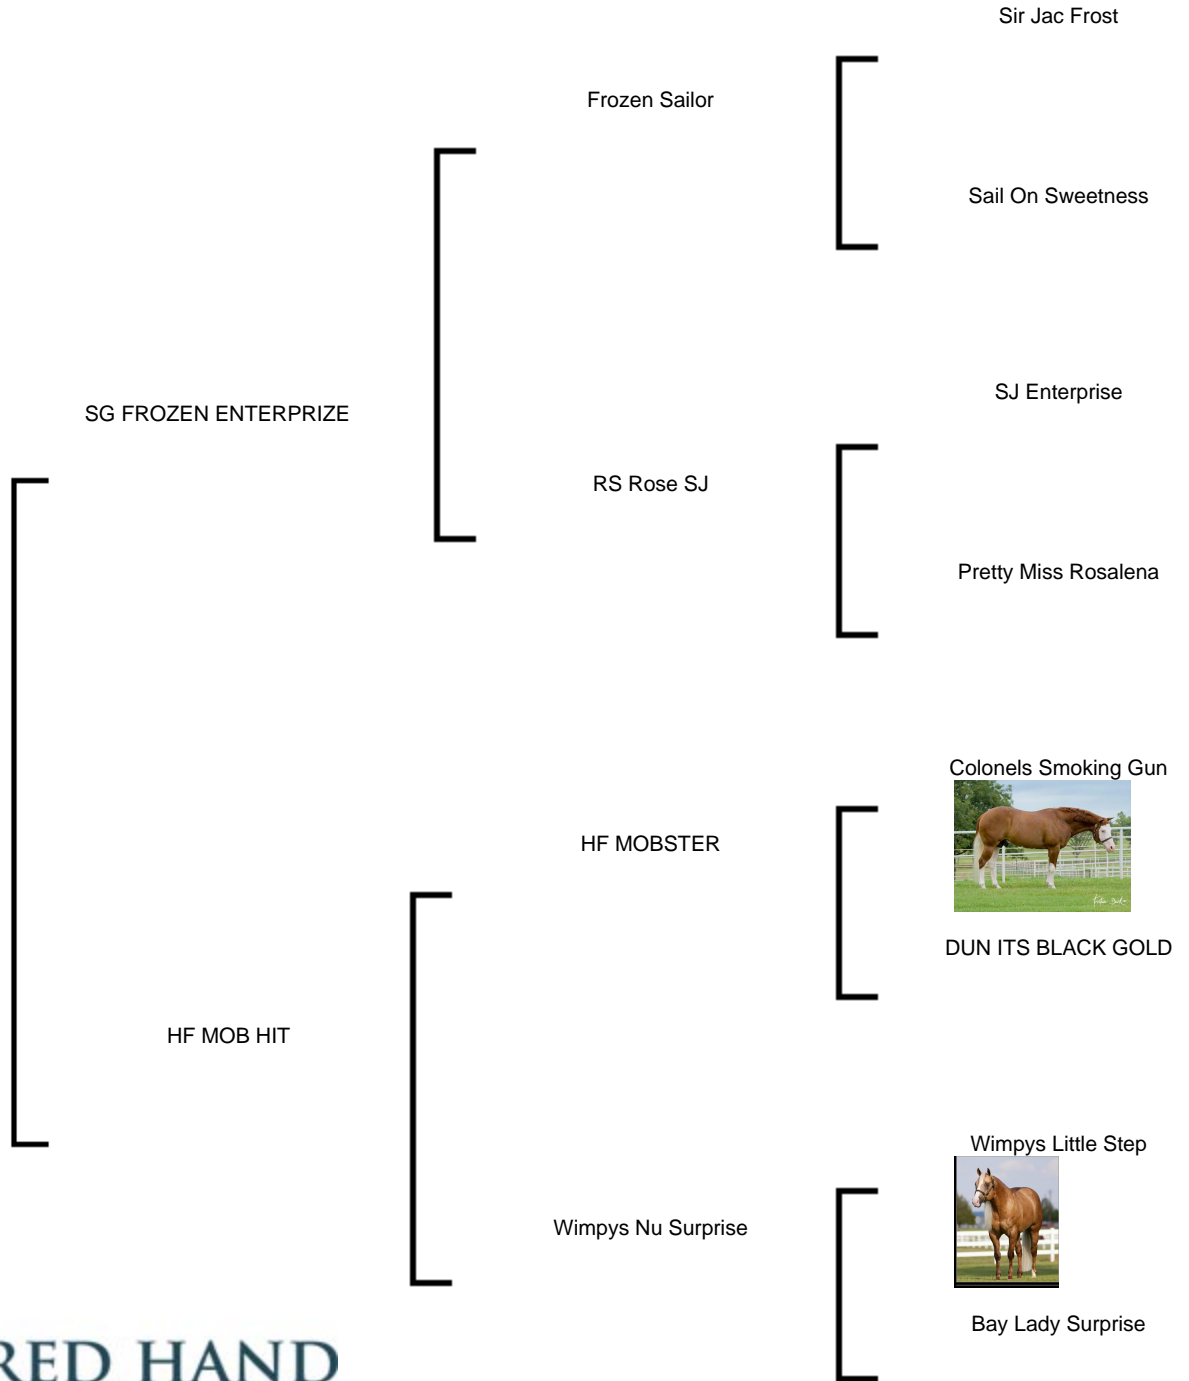 Sir Jac Frost
Frozen Sailor
Sail On Sweetness
SJ Enterprise
SG FROZEN ENTERPRIZE
RS Rose SJ
Pretty Miss Rosalena
Colonels Smoking Gun
HF MOBSTER
DUN ITS BLACK GOLD
HF MOB HIT
Wimpys Little Step
Wimpys Nu Surprise
Bay Lady Surprise
RED HAND